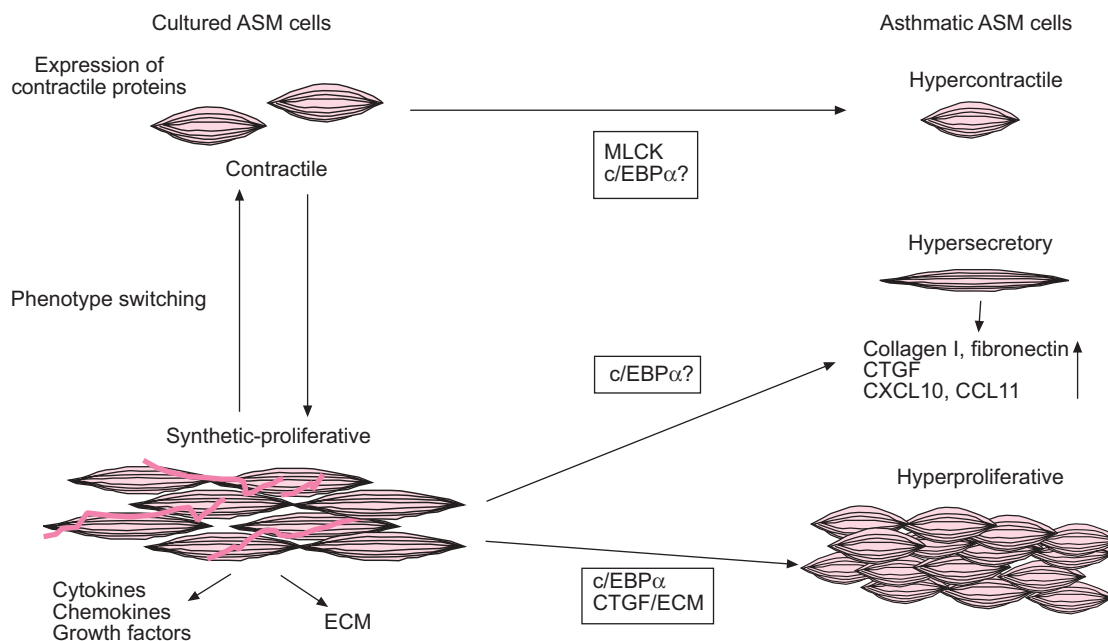 Cultured ASM cells
Asthmatic ASM cells
Expression of
contractile proteins
Hypercontractile
MLCK
c/EBPα?
Contractile
Hypersecretory
Phenotype switching
Collagen I, fibronectin
CTGF
CXCL10, CCL11
c/EBPα?
Synthetic-proliferative
Hyperproliferative
c/EBPα
CTGF/ECM
Cytokines
Chemokines
Growth factors
ECM